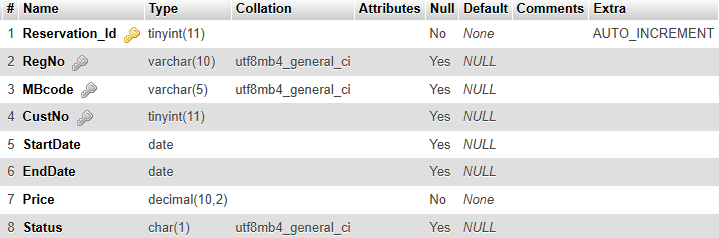 # Name Type Collation Attributes Null Default Comments Extra
1 Reservation_Id tinyint(11) No None AUTO_INCREMENT
2 RegNo varchar(10) utf8mb4_general_ci Yes NULL
3 MBcode varchar(5) utf8mb4_general_ci Yes NULL
4 CustNo tinyint(11) Yes NULL
5 StartDate date Yes NULL
6 EndDate date Yes NULL
7 Price decimal(10,2) No None
8 Status char(1) utf8mb4_general_ci Yes NULL